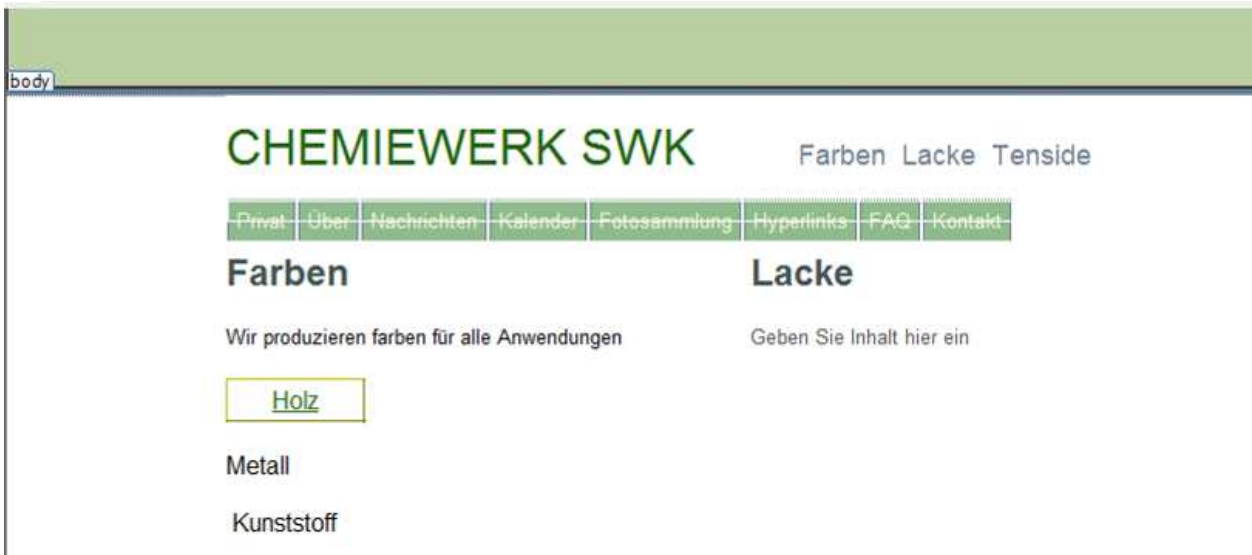 body
CHEMIEWERK SWK Farben Lacke Tenside
Privat Über Nachrichten Kalender Fotosammlung Hyperlinks FAQ Kontakt
Farben Lacke
Wir produzieren farben für alle Anwendungen Geben Sie Inhalt hier ein
Holz
Metall
Kunststoff